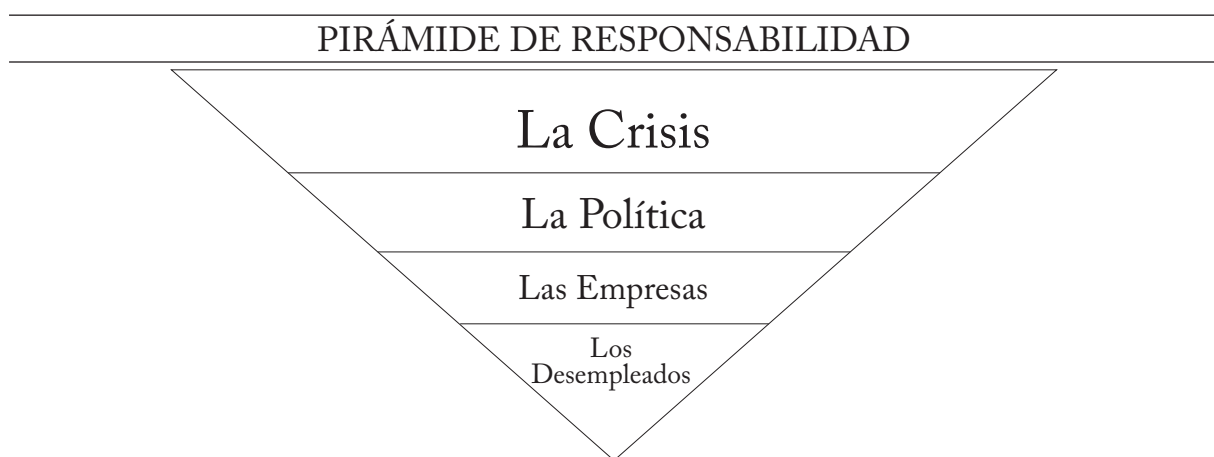 PIRÁMIDE DE RESPONSABILIDAD
La Crisis
La Política
Las Empresas
Los
Desempleados